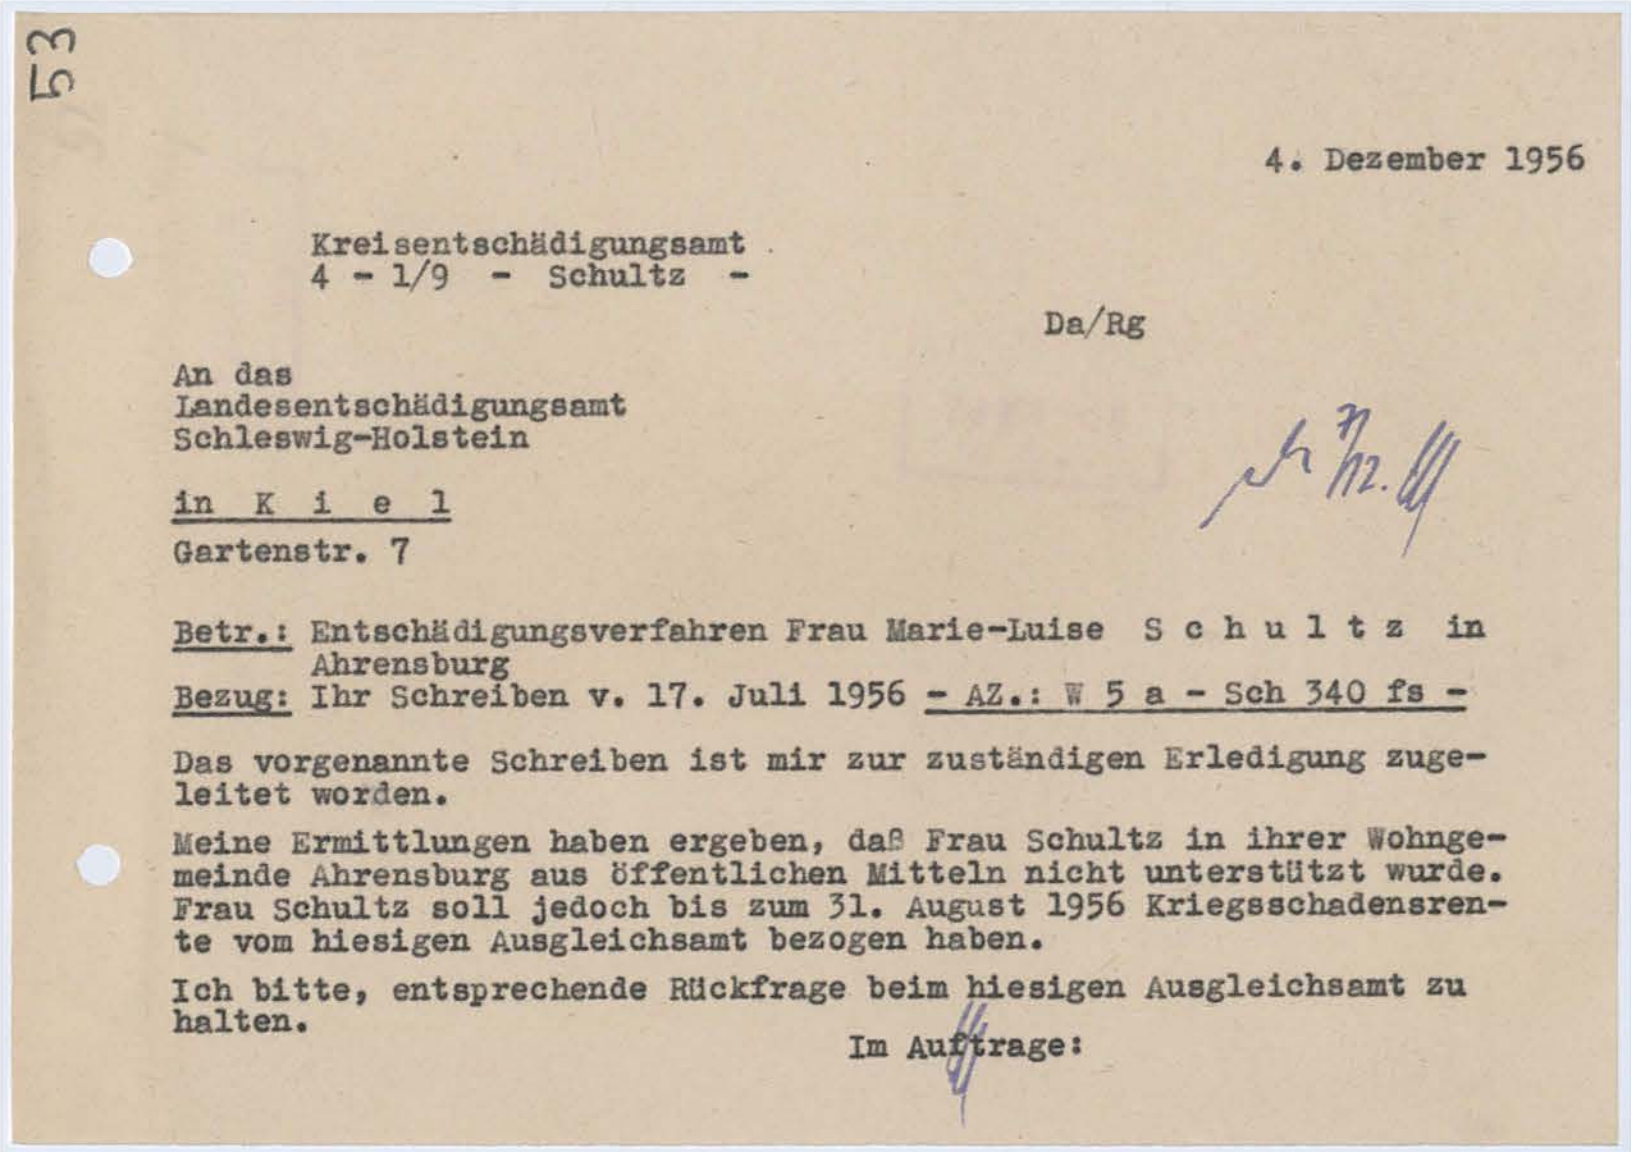 53
4. Dezember 1956
Kreisentschädigungsamt
4 - 1/9 - Schultz -
Da/Rg
An das
Landesentschädigungsamt
Schleswig-Holstein
in K i e l
Gartenstr. 7
Betr.: Entschädigungsverfahren Frau Marie-Luise S c h u l t z in
Ahrensburg
Bezug: Ihr Schreiben v. 17. Juli 1956 - AZ.: W 5 a - Sch 340 fs -
Das vorgenannte Schreiben ist mir zur zuständigen Erledigung zuge-
leitet worden.
Meine Ermittlungen haben ergeben, daß Frau Schultz in ihrer Wohnge-
meinde Ahrensburg aus öffentlichen Mitteln nicht unterstützt wurde.
Frau Schultz soll jedoch bis zum 31. August 1956 Kriegsschadensren-
te vom hiesigen Ausgleichsamt bezogen haben.
Ich bitte, entsprechende Rückfrage beim hiesigen Ausgleichsamt zu
halten.
Im Auftrage: